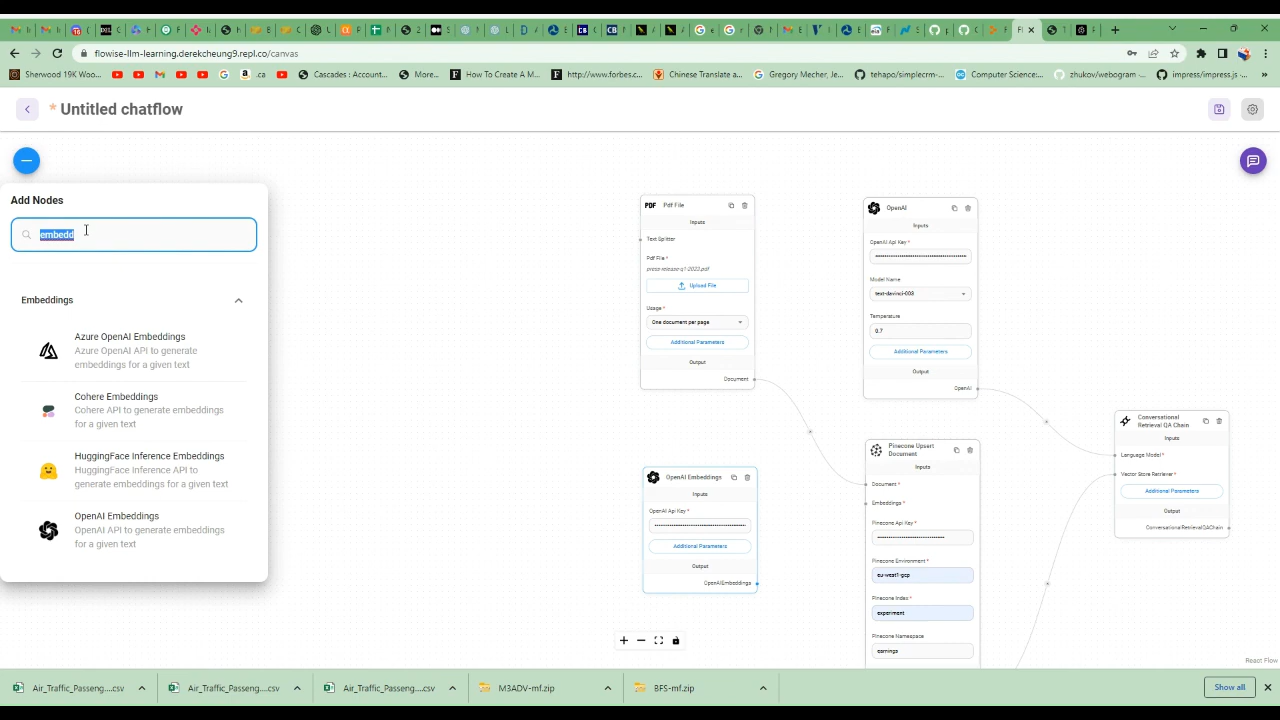 flowise-llm-learning.derekcheung9.repl.co/canvas
Sherwood 19K Woo...
.ca
Cascades : Account...
More...
How To Create A M...
http://www.forbes.c...
Chinese Translate a...
Gregory Mecher, Je...
tehapo/simplecrm-...
Computer Science:...
zhukov/webogram -...
impress/impress.js -...
* Untitled chatflow
Add Nodes
embedd
Embeddings
Azure OpenAI Embeddings
Azure OpenAI API to generate
embeddings for a given text
Cohere Embeddings
Cohere API to generate embeddings
for a given text
HuggingFace Inference Embeddings
HuggingFace Inference API to
generate embeddings for a given text
OpenAI Embeddings
OpenAI API to generate embeddings
for a given text
PDF
Pdf File
Inputs
Text Splitter
Pdf File *
press-release-q1-2023.pdf
Upload File
Usage *
One document per page
Additional Parameters
Output
Document
OpenAI Embeddings
Inputs
OpenAI Api Key *
Additional Parameters
Output
OpenAIEmbeddings
OpenAI
Inputs
OpenAI Api Key *
Model Name
text-davinci-003
Temperature
0.7
Additional Parameters
Output
OpenAI
Pinecone Upsert
Document
Inputs
Document *
Embeddings *
Pinecone Api Key *
Pinecone Environment *
eu-west1-gcp
Pinecone Index *
experiment
Pinecone Namespace
earnings
Conversational
Retrieval QA Chain
Inputs
Language Model *
Vector Store Retriever *
Additional Parameters
Output
ConversationalRetrievalQAChain
React Flow
Air_Traffic_Passeng....csv
Air_Traffic_Passeng....csv
Air_Traffic_Passeng....csv
M3ADV-mf.zip
BFS-mf.zip
Show all